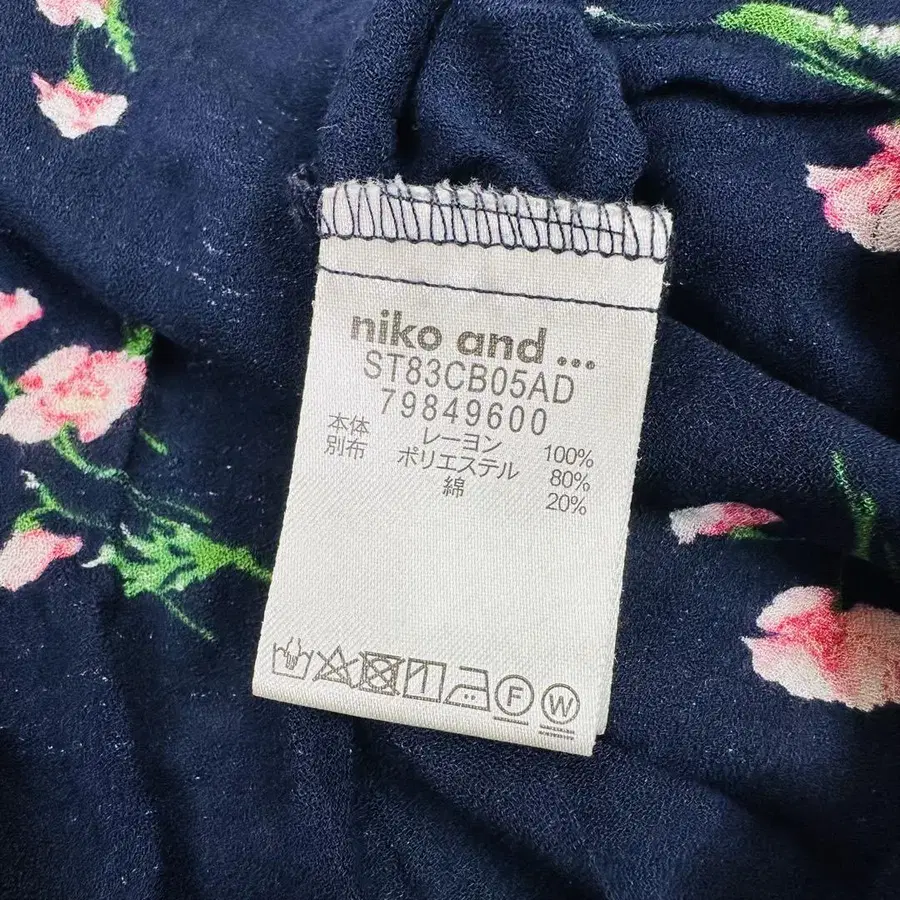 niko and ...
ST83CB05AD
79849600
本体 レーヨン 100%
別布 ポリエステル 80%
綿 20%
F W